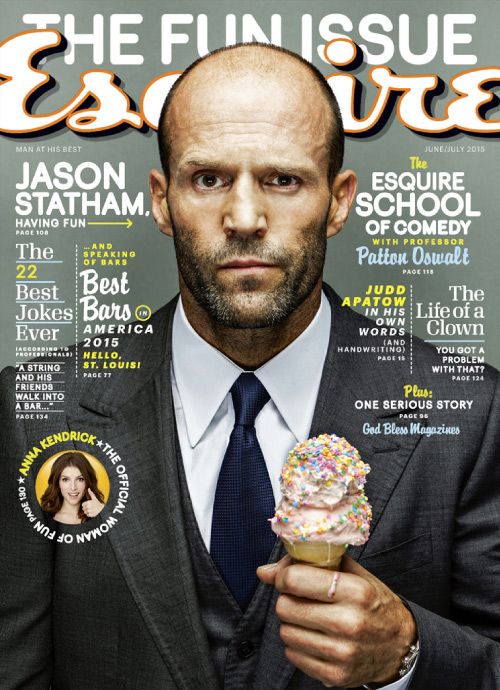 THE FUN ISSUE
Esquire
MAN AT HIS BEST
JUNE/JULY 2015
JASON
STATHAM,
HAVING FUN
PAGE 108
The
22
Best
Jokes
Ever
(ACCORDING TO
PROFESSIONALS)
"A STRING
AND HIS
FRIENDS
WALK INTO
A BAR..."
PAGE 134
... AND
SPEAKING
OF BARS
Best
Bars IN
AMERICA
2015
HELLO,
ST. LOUIS!
PAGE 77
The
ESQUIRE
SCHOOL
OF COMEDY
WITH PROFESSOR
Patton Oswalt
PAGE 118
JUDD
APATOW
IN HIS
OWN
WORDS
(AND
HANDWRITING)
PAGE 15
The
Life of a
Clown
YOU GOT A
PROBLEM
WITH THAT?
PAGE 124
Plus:
ONE SERIOUS STORY
PAGE 96
God Bless Magazines
ANNA KENDRICK ★ THE OFFICIAL WOMAN OF FUN PAGE 130 ★